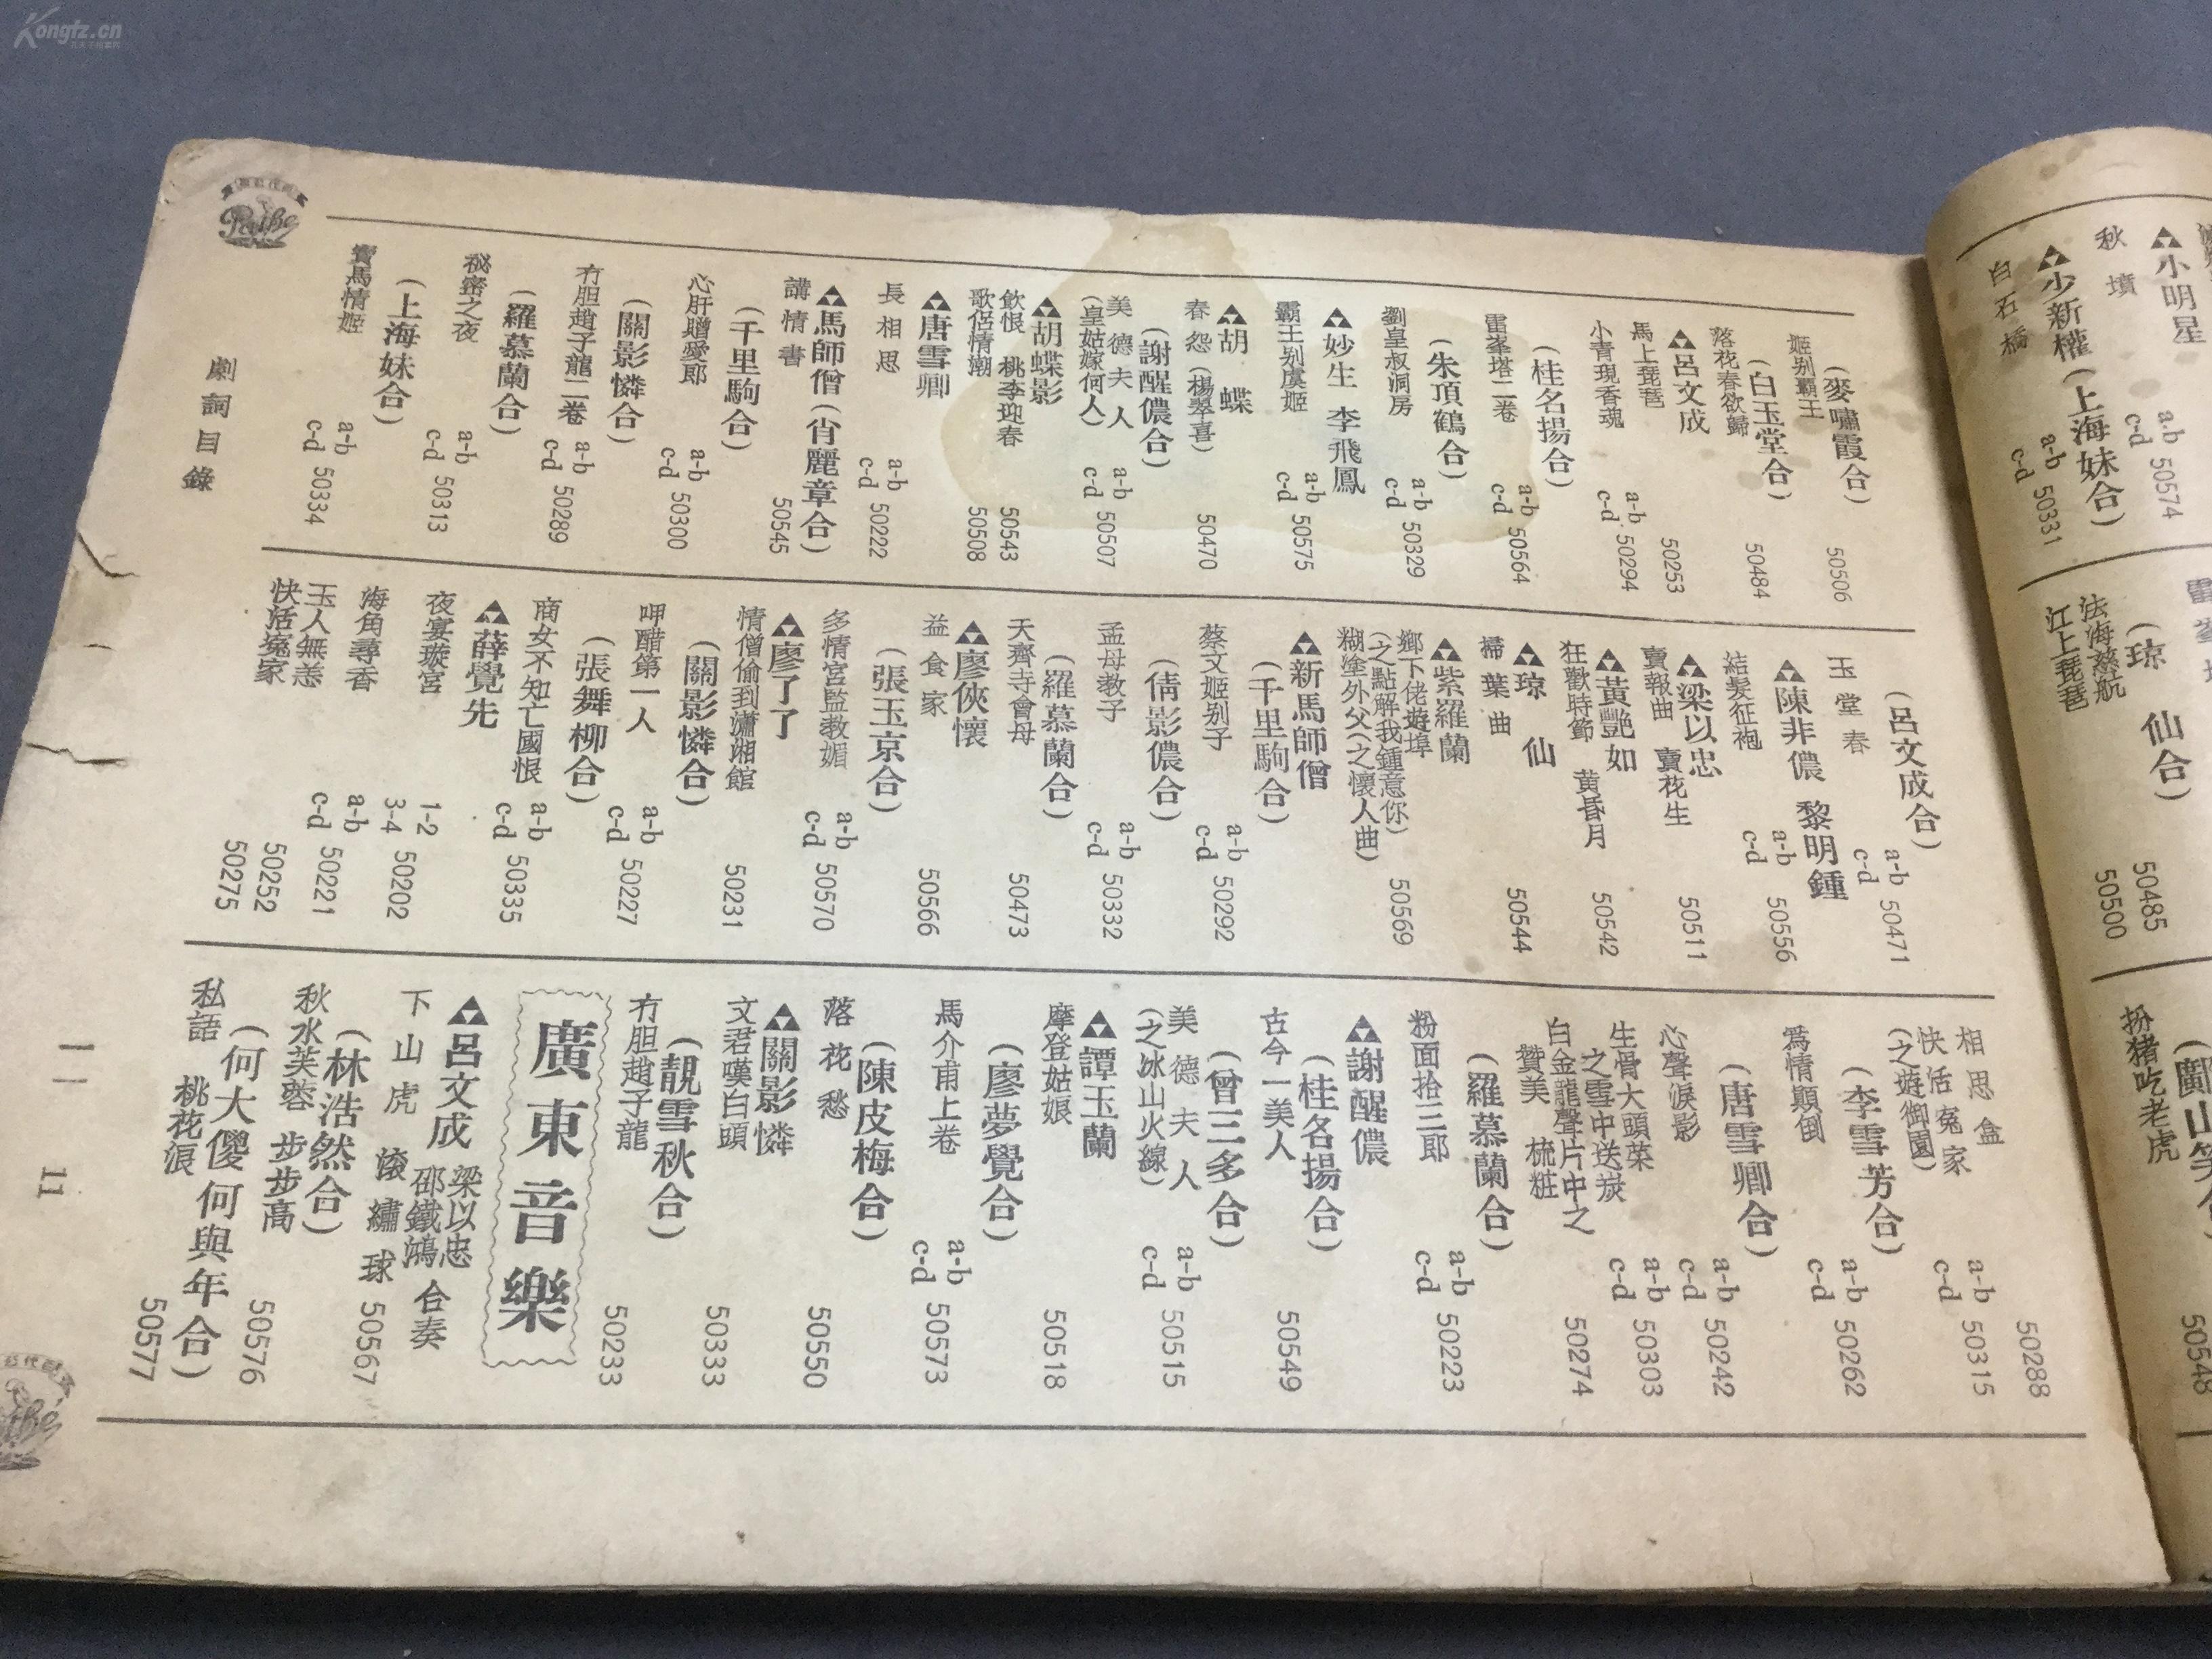 Kongfz.cn
Pathe
(麥嘯霞合)
姬别霸王 50506
(白玉堂合)
落花春欲歸 50484
呂文成
馬上琵琶 50253
小青現香魂 a-b c-d 50294
(桂名揚合)
雷峯塔二卷 a-b c-d 50564
(朱頂鶴合)
劉皇叔洞房 a-b c-d 50329
妙生 李飛鳳
霸王别虞姬 a-b c-d 50575
胡 蝶
春怨(楊翠喜) 50470
(謝醒儂合)
美德夫人
(皇姑嫁何人) a-b c-d 50507
胡蝶影
飲恨 桃李迎春 50543
歌侶情潮 50508
唐雪卿
長相思 a-b c-d 50222
馬師僧(肖麗章合)
講情書 50545
(千里駒合)
心肝贈愛郎 a-b c-d 50300
(關影憐合)
冇胆趙子龍二卷 a-b c-d 50289
(羅慕蘭合)
秘密之夜 a-b c-d 50313
(上海妹合)
賣馬情姬 a-b c-d 50334
劇詞目錄
(呂文成合)
玉堂春 a-b c-d 50471
陳非儂 黎明鍾
結髮征袍 a-b c-d 50556
梁以忠
賣報曲 賣花生 50511
黃艷如
狂歡時節 黄昏月 50542
琼 仙
掃葉曲 50544
紫羅蘭
鄉下佬遊埠
(之點解我鍾意你)
糊塗外父(之懷人曲) 50569
新馬師僧
(千里駒合)
蔡文姬别子 a-b c-d 50292
(倩影儂合)
孟母教子 a-b c-d 50332
(羅慕蘭合)
天齊寺會母 50473
廖俠懷
益食家 50566
(張玉京合)
多情宮監教媚 a-b c-d 50570
廖了了
情僧偷到瀟湘館 50231
(關影憐合)
呷醋第一人 a-b c-d 50227
(張舞柳合)
商女不知亡國恨 a-b c-d 50335
薛覺先
夜宴璇宮 1-2 3-4 50202
海角尋香 a-b c-d 50221
玉人無恙 50252
快活寃家 50275
相思盒 50288
快活寃家
(之遊御園) a-b c-d 50315
(李雪芳合)
爲情顛倒 a-b c-d 50262
(唐雪卿合)
心聲淚影 a-b c-d 50242
生骨大頭菜
之雪中送炭 a-b c-d 50303
白金龍聲片中之
贊美 梳粧 50274
(羅慕蘭合)
粉面拾三郎 a-b c-d 50223
謝醒儂
(桂名揚合)
古今一美人 50549
(曾三多合)
美德夫人
(之冰山火線) a-b c-d 50515
譚玉蘭
摩登姑娘 50518
(廖夢覺合)
馬介甫上卷 a-b c-d 50573
(陳皮梅合)
落花愁 50550
關影憐
文君嘆白頭 50333
(靚雪秋合)
冇胆趙子龍 50233
廣東音樂
呂文成 梁以忠 邵鐵鴻 合奏
下山虎 滚繡球 50567
(林浩然合)
秋水芙蓉 步步高 50576
(何大傻何與年合)
私語 桃花浪 50577
一一
11
小明星
秋墳 a.b c-d 50574
少新權(上海妹合)
白石橋 a-b c-d 50331
法海慈航 50485
(琼 仙合)
江上琵琶 50500
(鄺山笑合)
扮猪吃老虎 50548